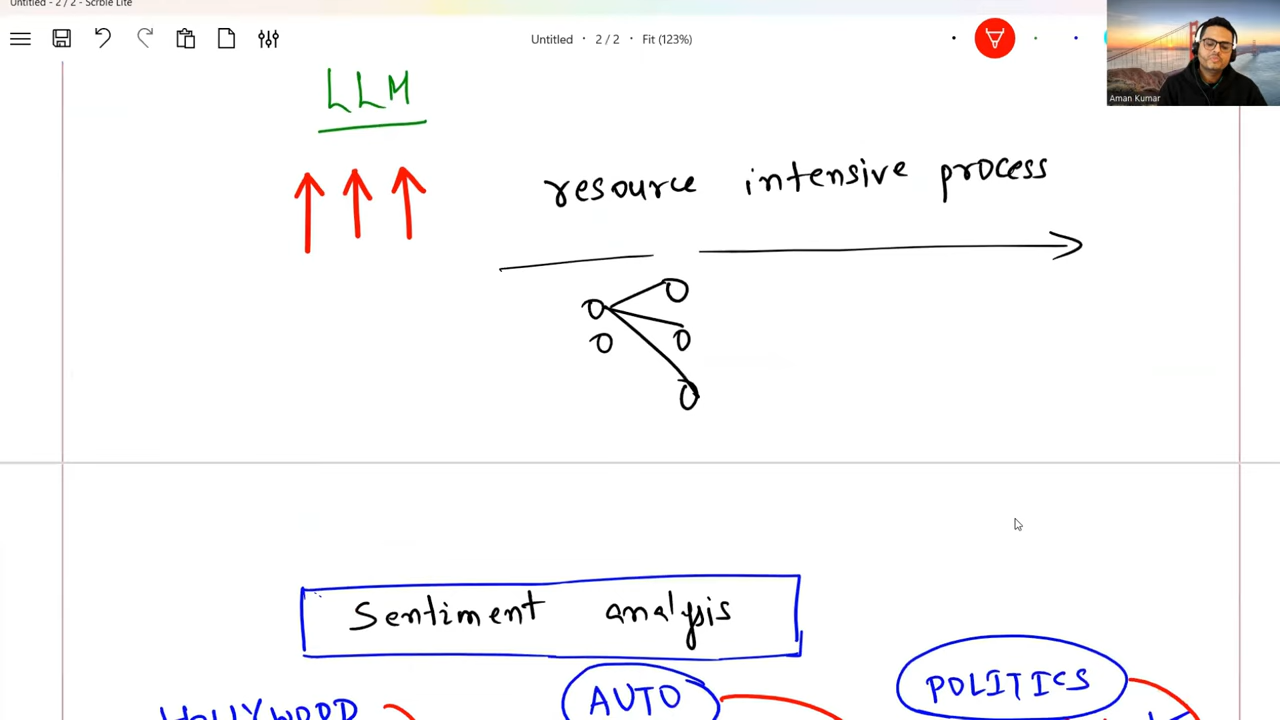 Untitled - 2 / 2 - Scrble Lite
Untitled · 2 / 2 · Fit (123%)
Aman Kumar
LLM
resource intensive process
Sentiment analysis
HOLLYWOOD
AUTO
POLITICS